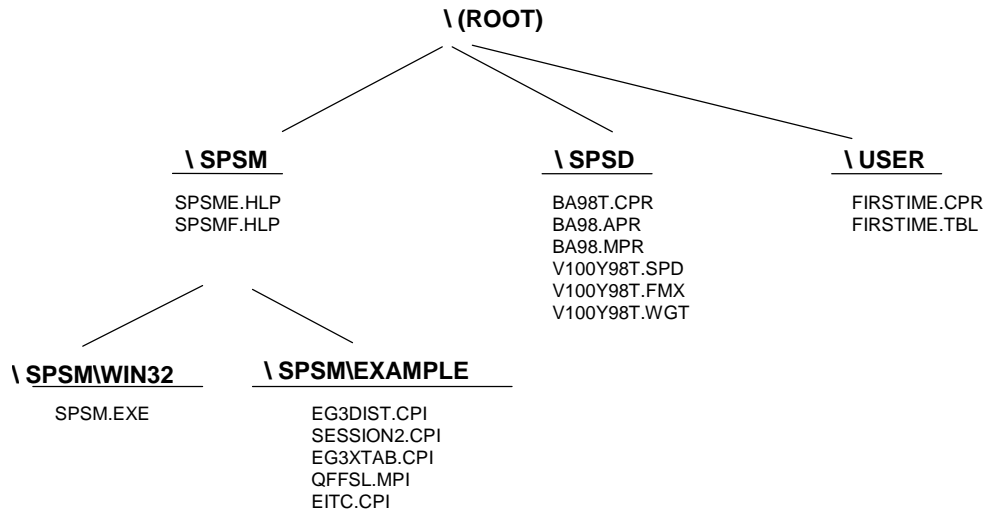 \ (ROOT)
\ SPSM
SPSME.HLP
SPSMF.HLP
\ SPSD
BA98T.CPR
BA98.APR
BA98.MPR
V100Y98T.SPD
V100Y98T.FMX
V100Y98T.WGT
\ USER
FIRSTIME.CPR
FIRSTIME.TBL
\ SPSM\WIN32
SPSM.EXE
\ SPSM\EXAMPLE
EG3DIST.CPI
SESSION2.CPI
EG3XTAB.CPI
QFFSL.MPI
EITC.CPI